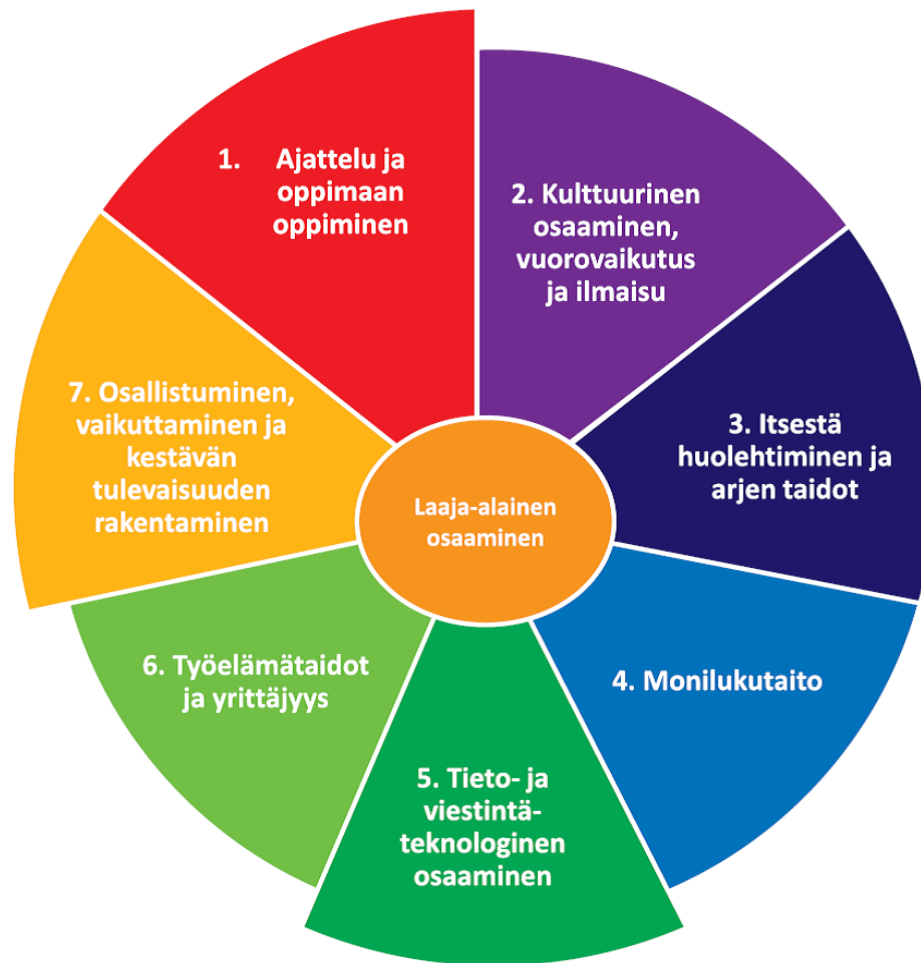 1. Ajattelu ja
oppimaan
oppiminen
2. Kulttuurinen
osaaminen,
vuorovaikutus
ja ilmaisu
3. Itsestä
huolehtiminen ja
arjen taidot
4. Monilukutaito
5. Tieto- ja
viestintä-
teknologinen
osaaminen
6. Työelämätaidot
ja yrittäjyys
7. Osallistuminen,
vaikuttaminen ja
kestävän
tulevaisuuden
rakentaminen
Laaja-alainen
osaaminen